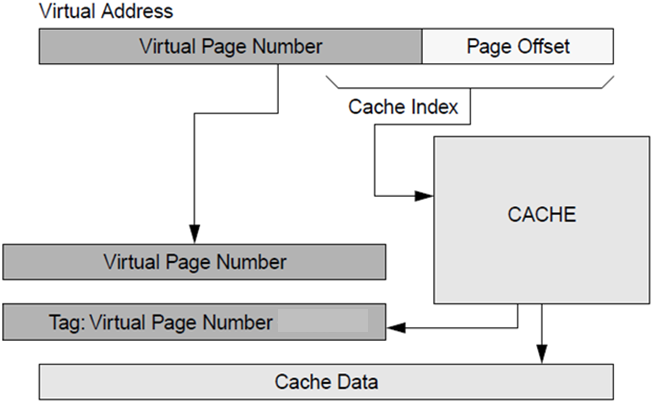 Virtual Address
Virtual Page Number
Page Offset
Cache Index
CACHE
Virtual Page Number
Tag: Virtual Page Number
Cache Data